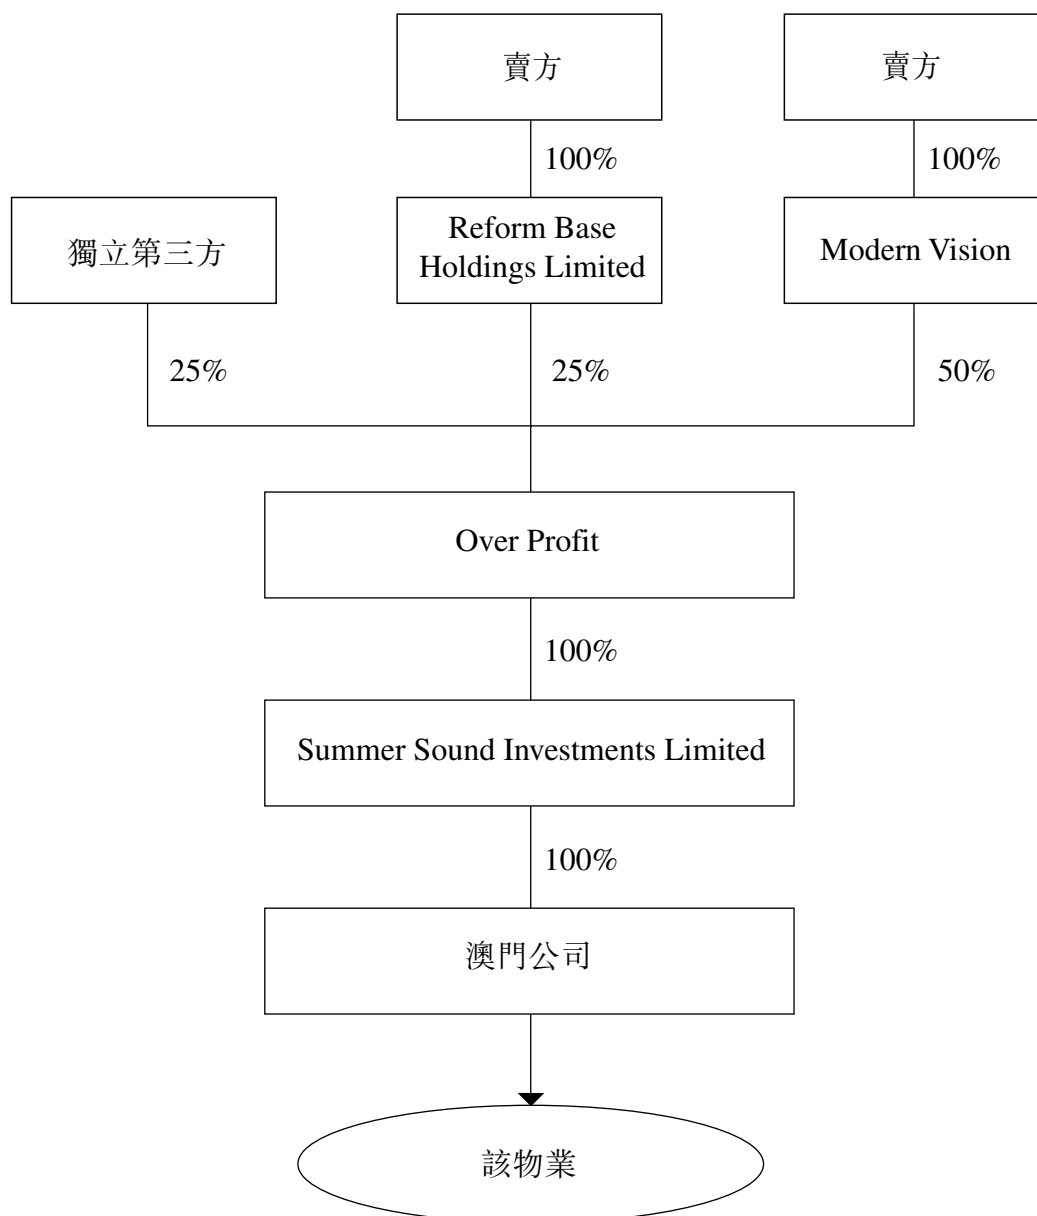 賣方
賣方
100%
100%
獨立第三方
Reform Base
Holdings Limited
Modern Vision
25%
25%
50%
Over Profit
100%
Summer Sound Investments Limited
100%
澳門公司
該物業